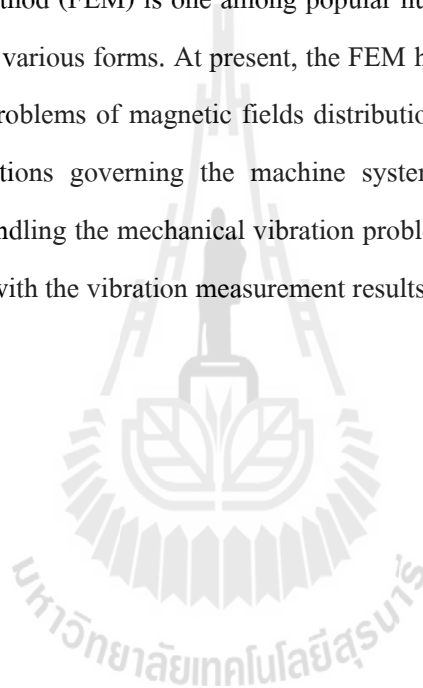 thod (FEM) is one among popular nu
various forms. At present, the FEM h
roblems of magnetic fields distributio
tions governing the machine system
ndling the mechanical vibration proble
with the vibration measurement results
มหาวิทยาลัยเทคโนโลยีสุรนารี